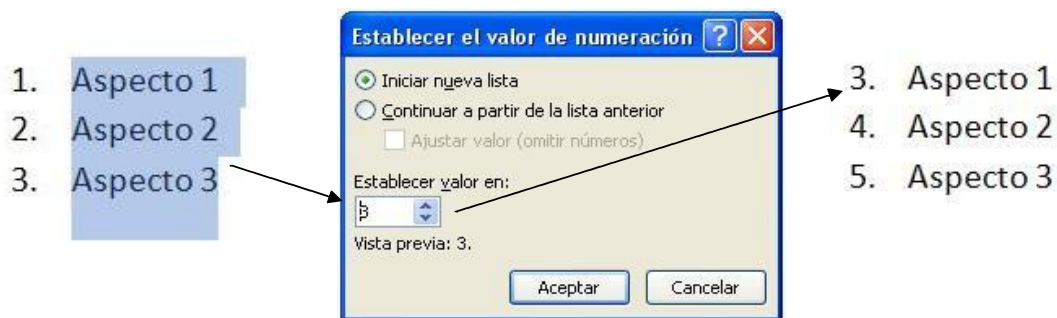 1. Aspecto 1
2. Aspecto 2
3. Aspecto 3
Establecer el valor de numeración
Iniciar nueva lista
Continuar a partir de la lista anterior
Ajustar valor (omitir números)
Establecer valor en:
3
Vista previa: 3.
Aceptar Cancelar
3. Aspecto 1
4. Aspecto 2
5. Aspecto 3